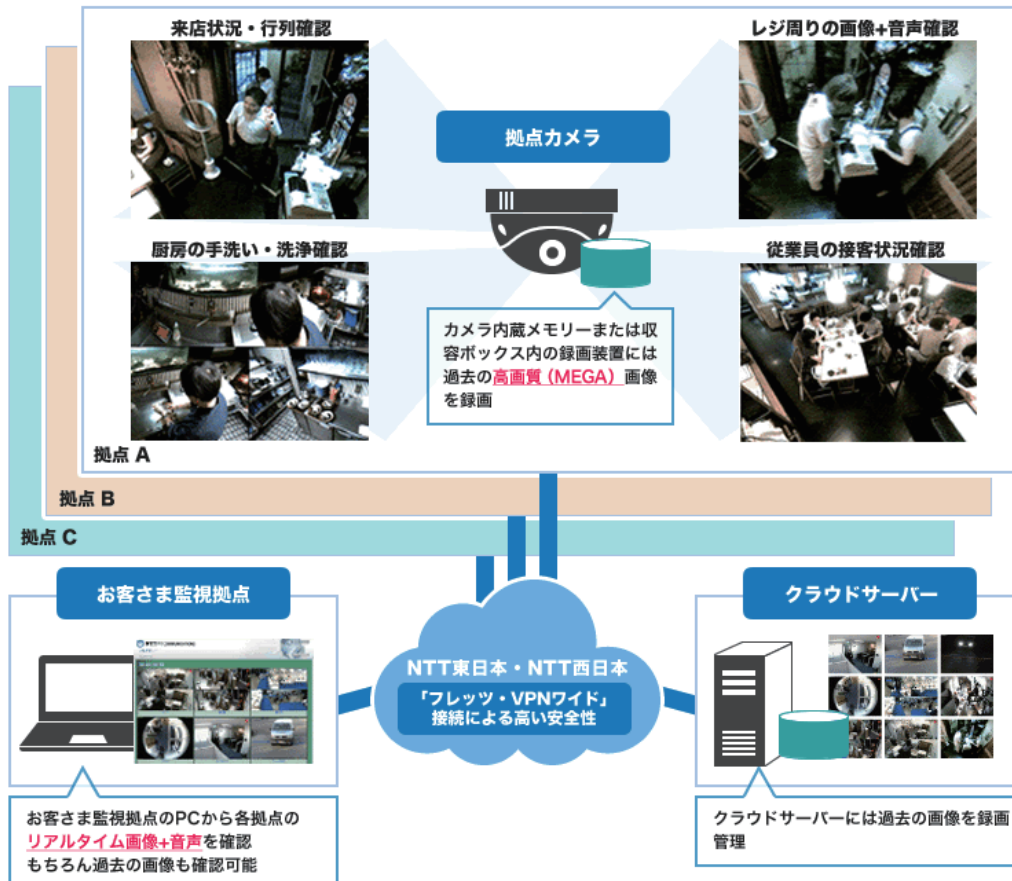 来店状況・行列確認
レジ周りの画像+音声確認
拠点カメラ
厨房の手洗い・洗浄確認
従業員の接客状況確認
カメラ内蔵メモリーまたは収
容ボックス内の録画装置には
過去の高画質（MEGA）画像
を録画
拠点 A
拠点 B
拠点 C
お客さま監視拠点
クラウドサーバー
NTT東日本・NTT西日本
「フレッツ・VPNワイド」
接続による高い安全性
お客さま監視拠点のPCから各拠点の
リアルタイム画像+音声を確認
もちろん過去の画像も確認可能
クラウドサーバーには過去の画像を録画
管理